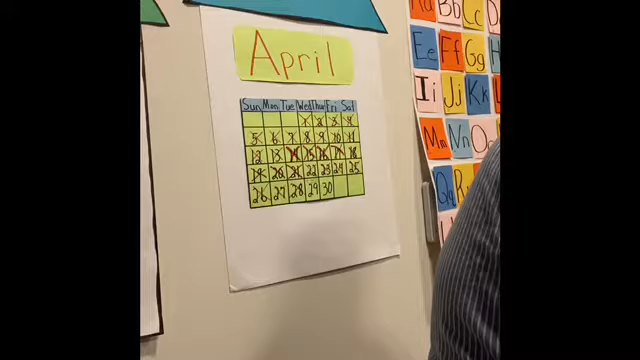 April
Sun Mon Tue Wed Thu Fri Sat
1 2 3 4
5 6 7 8 9 10 11
12 13 14 15 16 17 18
19 20 21 22 23 24 25
26 27 28 29 30
Bb Cc
Ee Ff Gg
Ii Jj Kk
Mm Nn
Qq